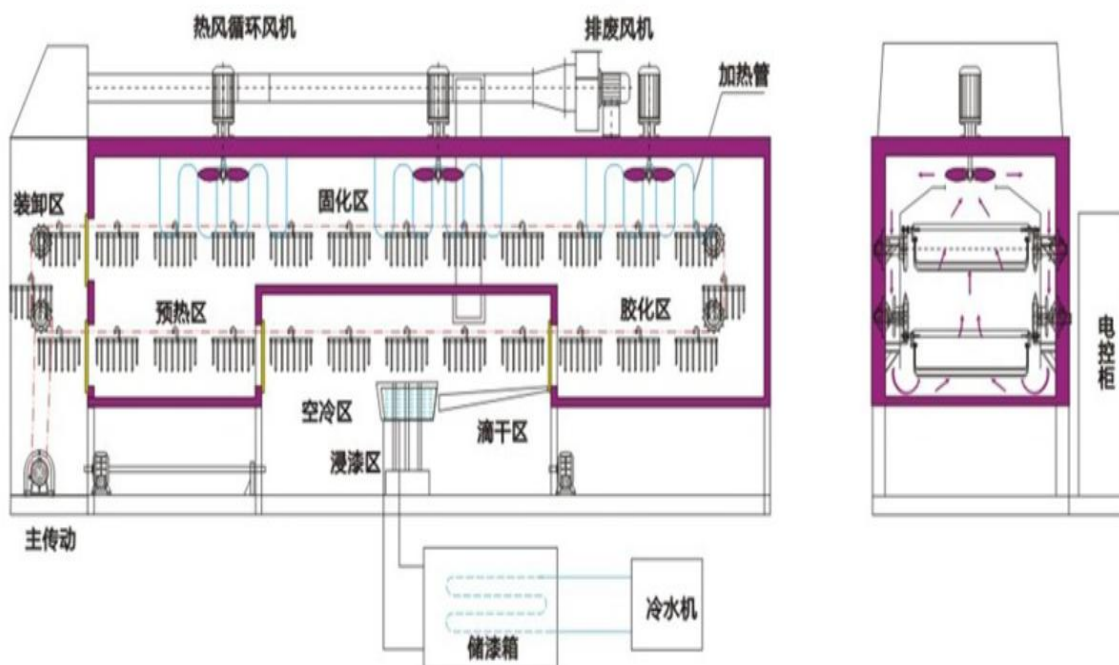 热风循环风机
排废风机
加热管
装卸区
固化区
预热区
胶化区
电控柜
空冷区
滴干区
浸漆区
主传动
冷水机
储漆箱